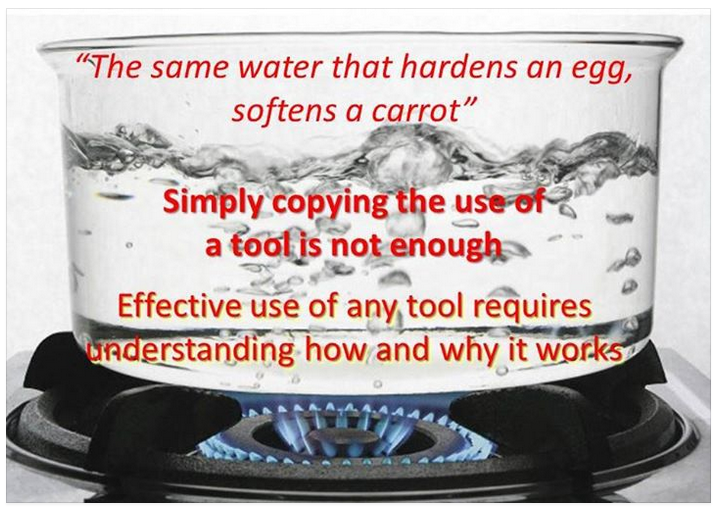 “The same water that hardens an egg,
softens a carrot”
Simply copying the use of
a tool is not enough
Effective use of any tool requires
understanding how and why it works